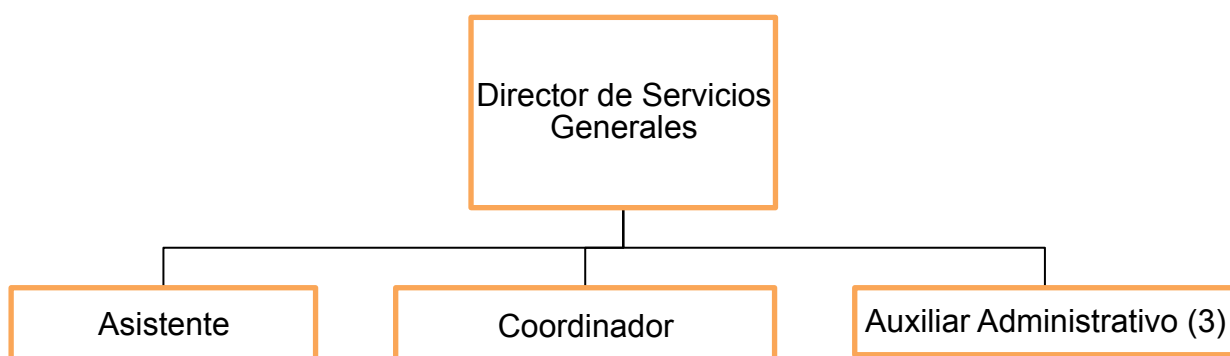 Director de Servicios
Generales
Asistente
Coordinador
Auxiliar Administrativo (3)